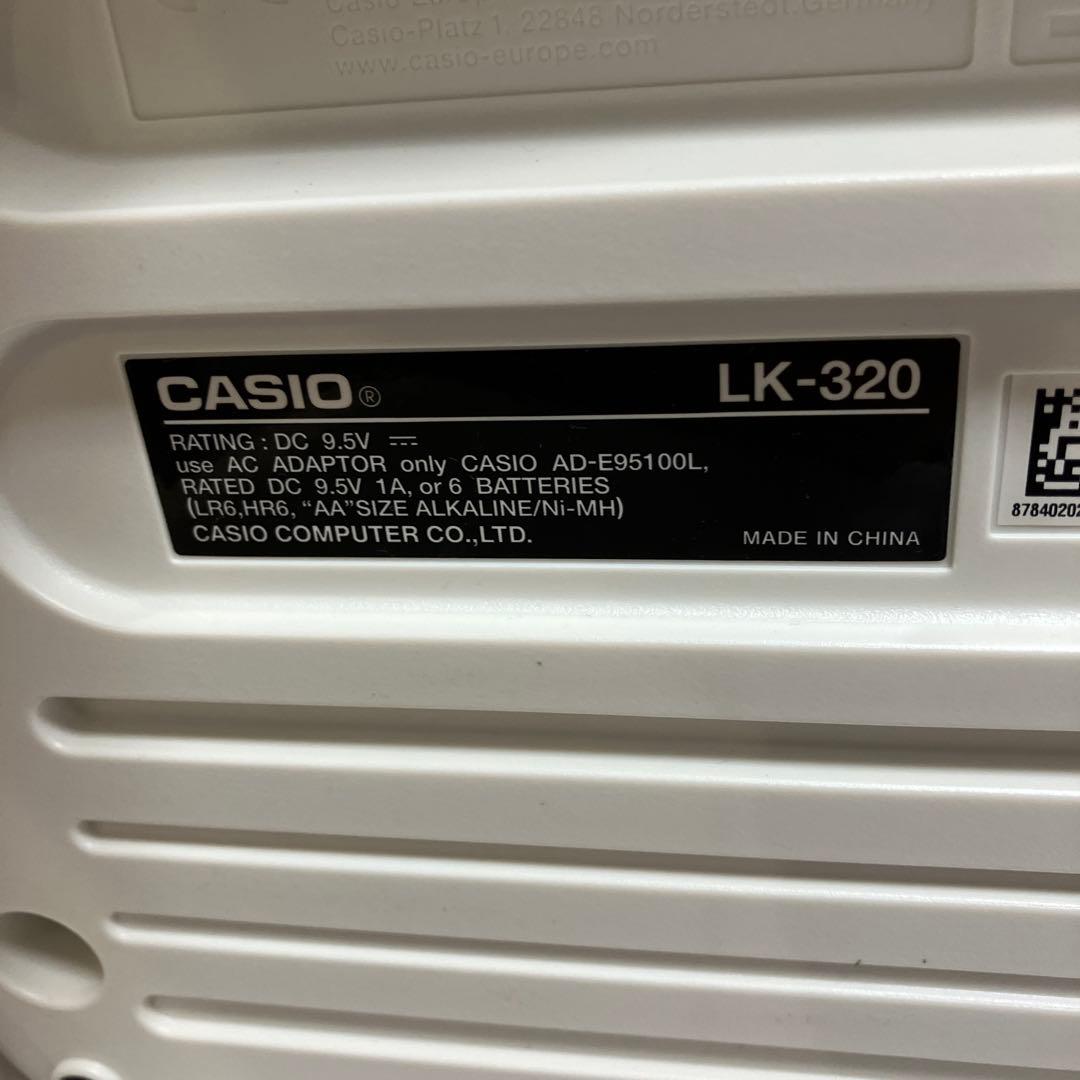 Casio Europe
Casio-Platz 1, 22848 Norderstedt, Germany
www.casio-europe.com
CASIO®
LK-320
RATING : DC 9.5V ⎓
use AC ADAPTOR only CASIO AD-E95100L,
RATED DC 9.5V 1A, or 6 BATTERIES
(LR6,HR6, “AA”SIZE ALKALINE/Ni-MH)
CASIO COMPUTER CO.,LTD.
MADE IN CHINA